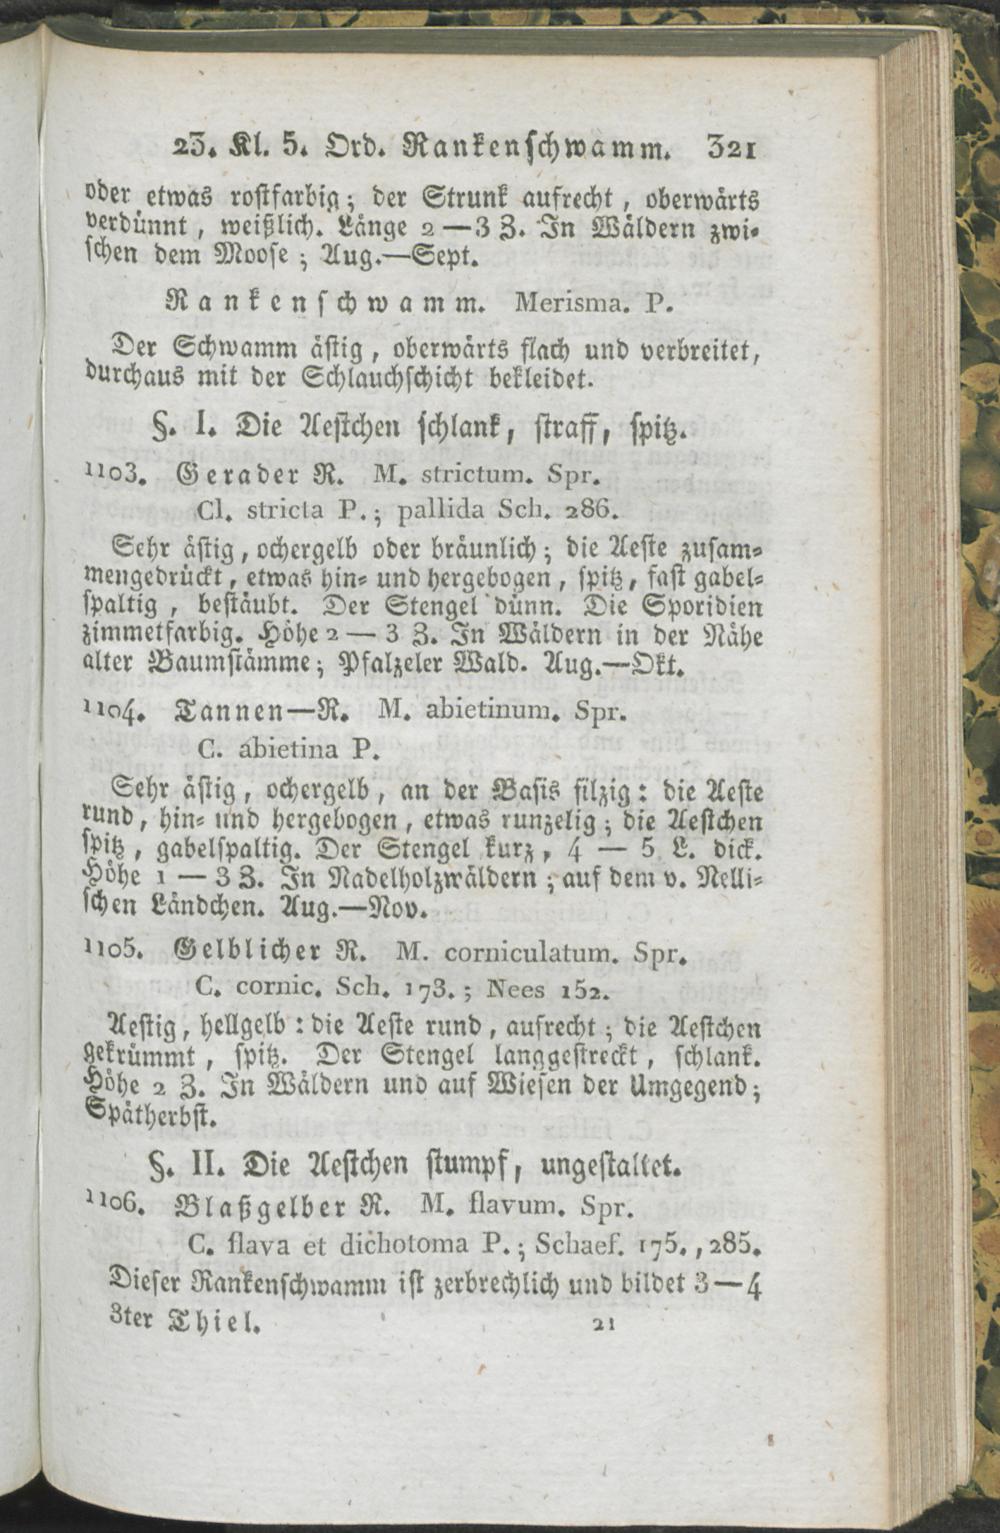 23. Kl. 5. Ord. Rankenschwamm. 321
oder etwas rostfarbig; der Strunk aufrecht, oberwärts
verdünnt, weißlich. Länge 2 — 3 Z. In Wäldern zwi-
schen dem Moose; Aug.—Sept.
Rankenschwamm. Merisma. P.
Der Schwamm ästig, oberwärts flach und verbreitet,
durchaus mit der Schlauchschicht bekleidet.
§. I. Die Aestchen schlank, straff, spitz.
1103. Gerader R. M. strictum. Spr.
Cl. stricta P.; pallida Sch. 286.
Sehr ästig, ochergelb oder bräunlich; die Aeste zusam-
mengedrückt, etwas hin- und hergebogen, spitz, fast gabel-
spaltig, bestäubt. Der Stengel dünn. Die Sporidien
zimmetfarbig. Höhe 2 — 3 Z. In Wäldern in der Nähe
alter Baumstämme; Pfalzeler Wald. Aug.—Okt.
1104. Tannen—R. M. abietinum. Spr.
C. abietina P.
Sehr ästig, ochergelb, an der Basis filzig: die Aeste
rund, hin- und hergebogen, etwas runzelig; die Aestchen
spitz, gabelspaltig. Der Stengel kurz, 4 — 5 L. dick.
Höhe 1 — 3 Z. In Nadelholzwäldern; auf dem v. Nelli-
schen Ländchen. Aug.—Nov.
1105. Gelblicher R. M. corniculatum. Spr.
C. cornic. Sch. 173.; Nees 152.
Aestig, hellgelb: die Aeste rund, aufrecht; die Aestchen
gekrümmt, spitz. Der Stengel langgestreckt, schlank.
Höhe 2 Z. In Wäldern und auf Wiesen der Umgegend;
Spätherbst.
§. II. Die Aestchen stumpf, ungestaltet.
1106. Blaßgelber R. M. flavum. Spr.
C. flava et dichotoma P.; Schaef. 175., 285.
Dieser Rankenschwamm ist zerbrechlich und bildet 3—4
3ter Thiel. 21